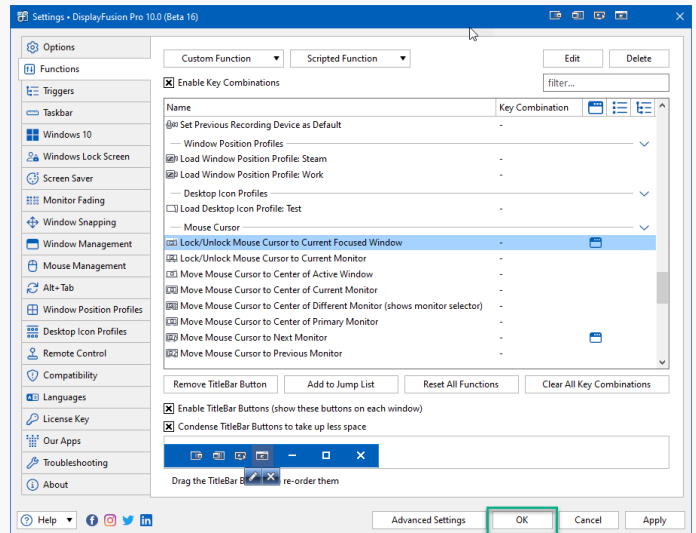 Settings • DisplayFusion Pro 10.0 (Beta 16)
Options
Functions
Triggers
Taskbar
Windows 10
Windows Lock Screen
Screen Saver
Monitor Fading
Window Snapping
Window Management
Mouse Management
Alt+Tab
Window Position Profiles
Desktop Icon Profiles
Remote Control
Compatibility
Languages
License Key
Our Apps
Troubleshooting
About
Custom Function ▼ Scripted Function ▼ Edit Delete
Enable Key Combinations filter...
Name Key Combination
Set Previous Recording Device as Default -
Window Position Profiles
Load Window Position Profile: Steam -
Load Window Position Profile: Work -
Desktop Icon Profiles
Load Desktop Icon Profile: Test -
Mouse Cursor
Lock/Unlock Mouse Cursor to Current Focused Window -
Lock/Unlock Mouse Cursor to Current Monitor -
Move Mouse Cursor to Center of Active Window -
Move Mouse Cursor to Center of Current Monitor -
Move Mouse Cursor to Center of Different Monitor (shows monitor selector) -
Move Mouse Cursor to Center of Primary Monitor -
Move Mouse Cursor to Next Monitor -
Move Mouse Cursor to Previous Monitor -
Remove TitleBar Button Add to Jump List Reset All Functions Clear All Key Combinations
Enable TitleBar Buttons (show these buttons on each window)
Condense TitleBar Buttons to take up less space
Drag the TitleBar re-order them
Help ▼ Advanced Settings OK Cancel Apply